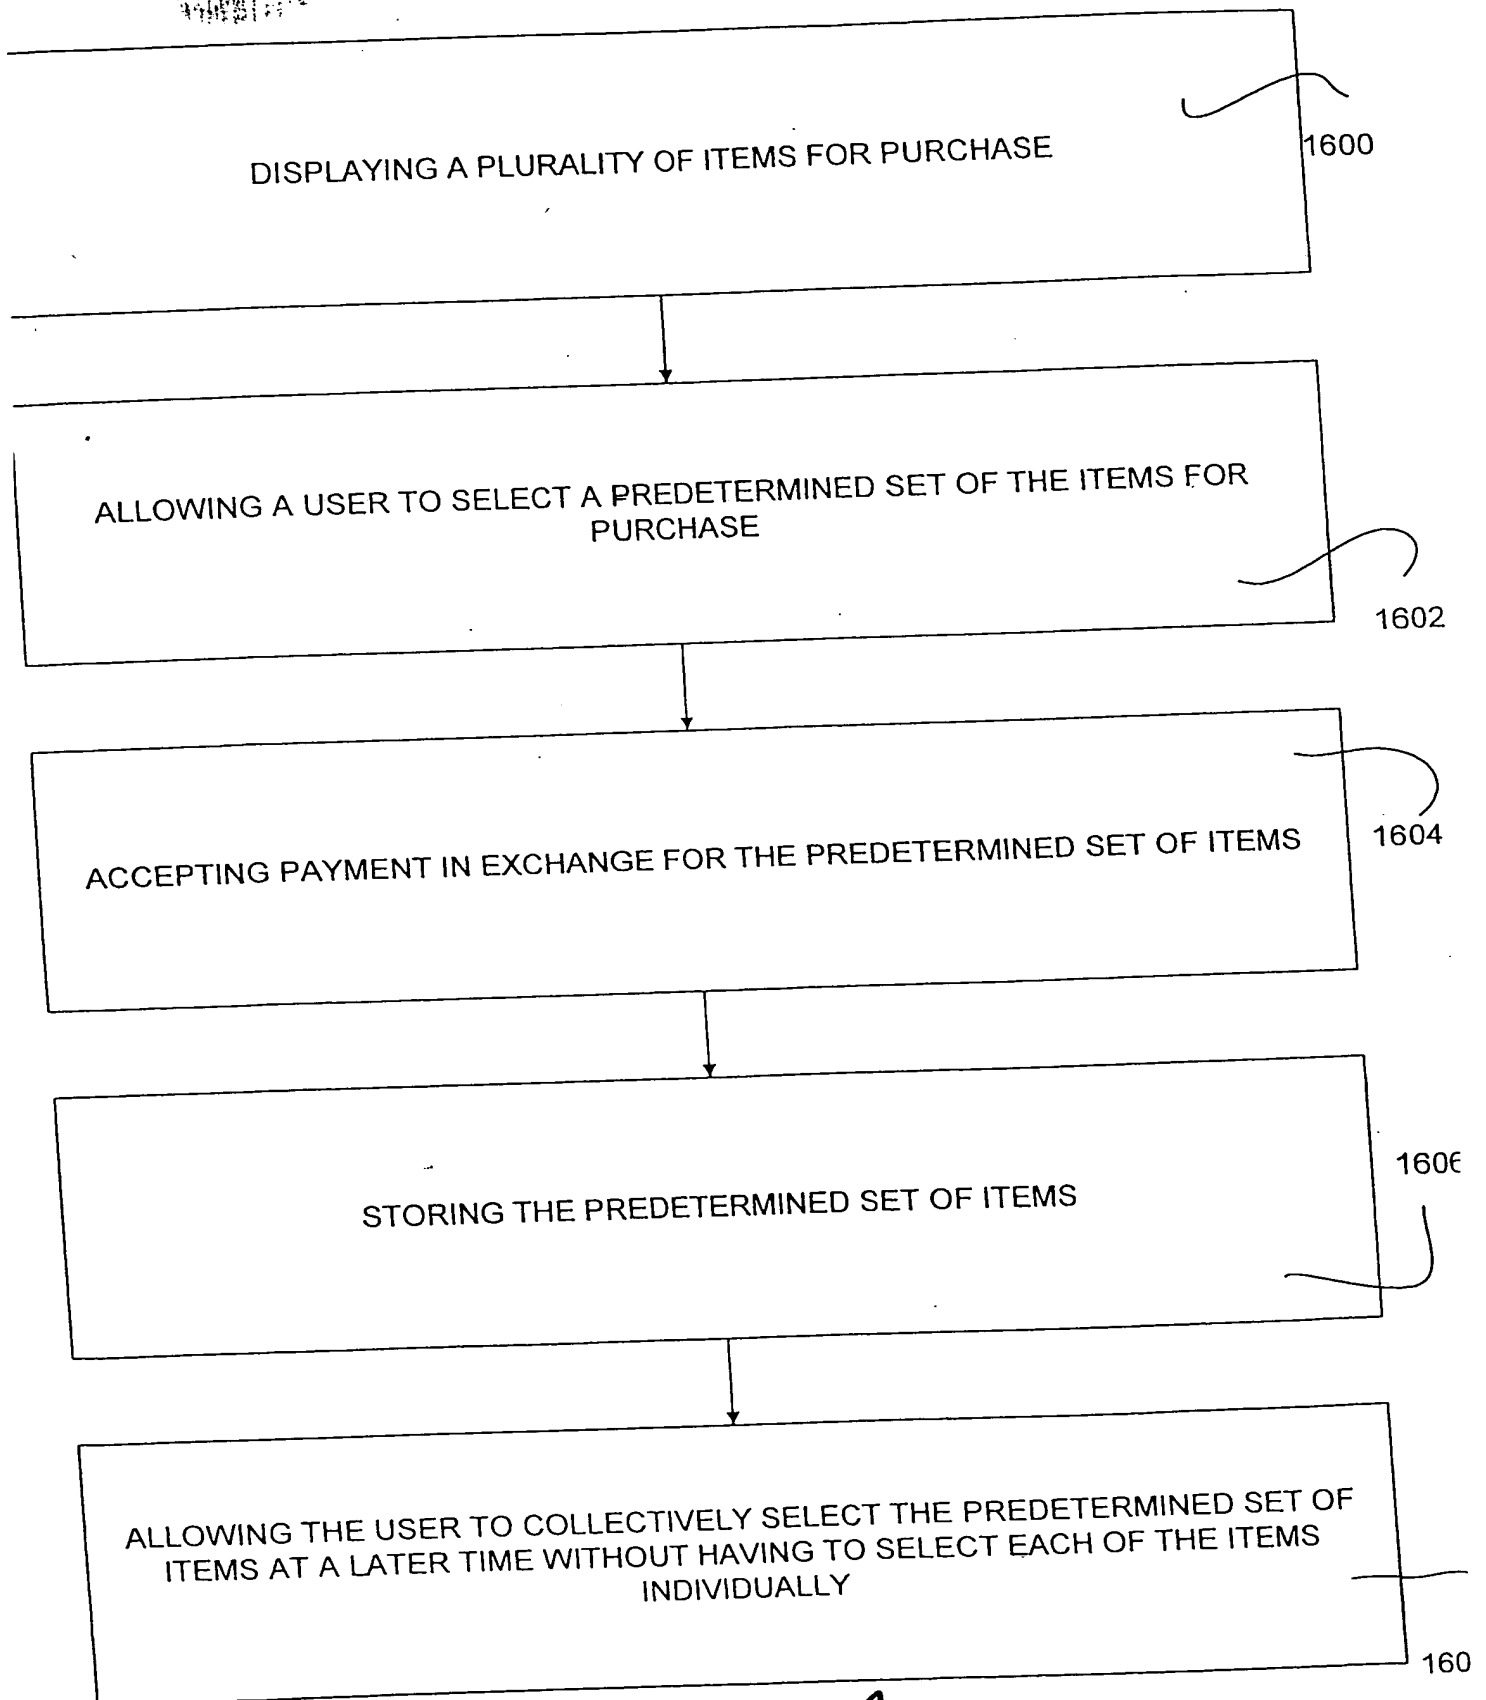 DISPLAYING A PLURALITY OF ITEMS FOR PURCHASE
1600
ALLOWING A USER TO SELECT A PREDETERMINED SET OF THE ITEMS FOR
PURCHASE
1602
ACCEPTING PAYMENT IN EXCHANGE FOR THE PREDETERMINED SET OF ITEMS
1604
STORING THE PREDETERMINED SET OF ITEMS
1606
ALLOWING THE USER TO COLLECTIVELY SELECT THE PREDETERMINED SET OF
ITEMS AT A LATER TIME WITHOUT HAVING TO SELECT EACH OF THE ITEMS
INDIVIDUALLY
160